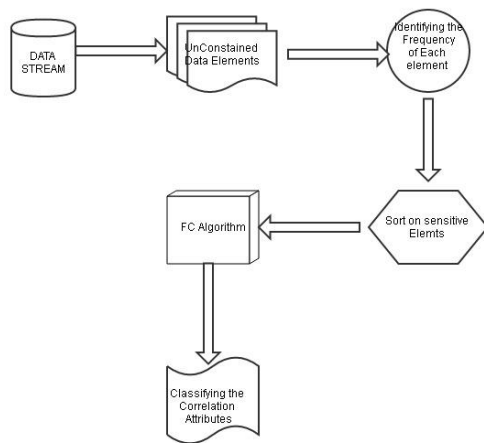 DATA
STREAM
UnConstained
Data Elements
Identifying the
Frequency
of Each
element
Sort on sensitive
Elemts
FC Algorithm
Classifying the
Correlation
Attributes